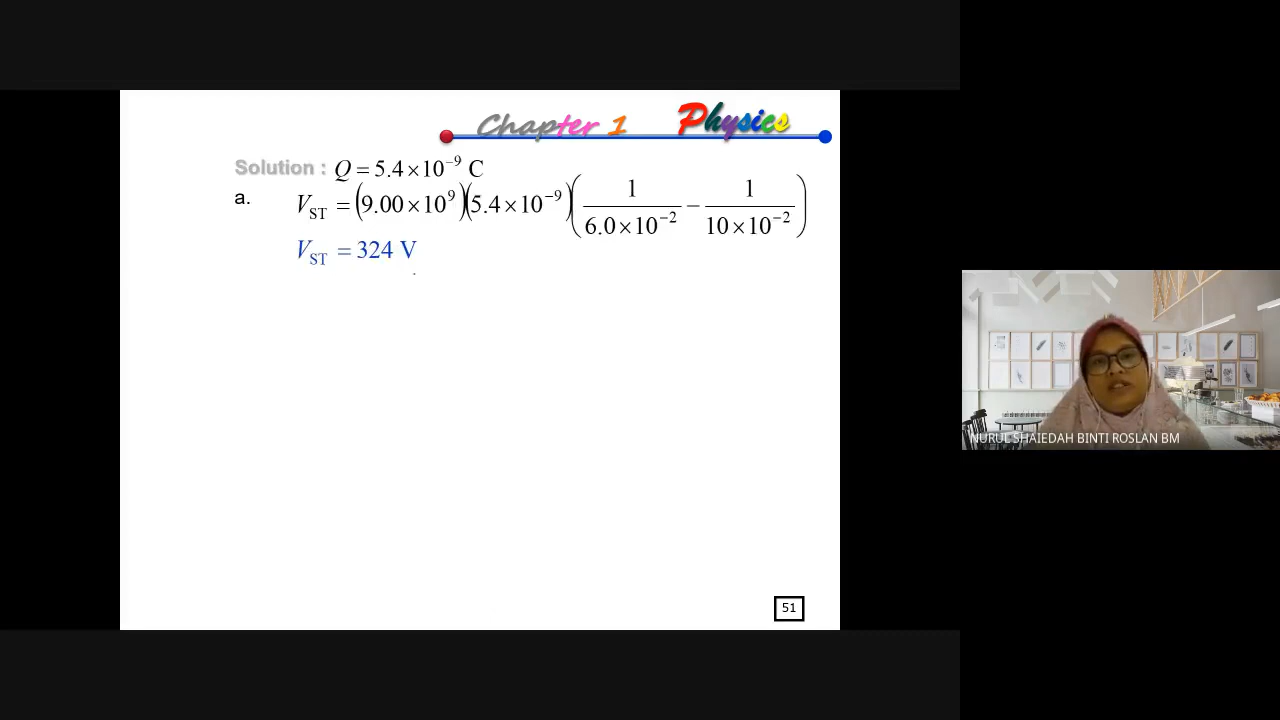 Chapter 1 Physics
Solution : Q = 5.4 × 10⁻⁹ C
a. V_ST = (9.00 × 10⁹)(5.4 × 10⁻⁹)(1/(6.0 × 10⁻²) − 1/(10 × 10⁻²))
V_ST = 324 V
NURUL SHAIEDAH BINTI ROSLAN BM
51